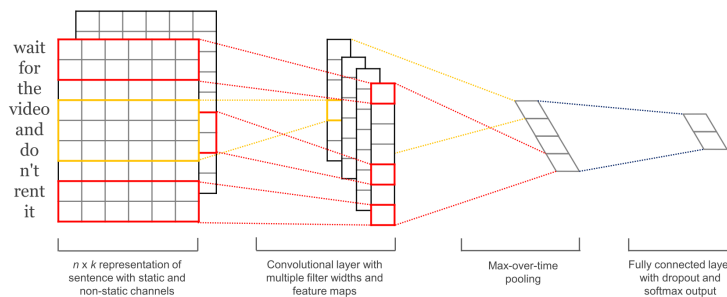 wait
for
the
video
and
do
n't
rent
it
n x k representation of
sentence with static and
non-static channels
Convolutional layer with
multiple filter widths and
feature maps
Max-over-time
pooling
Fully connected layer
with dropout and
softmax output